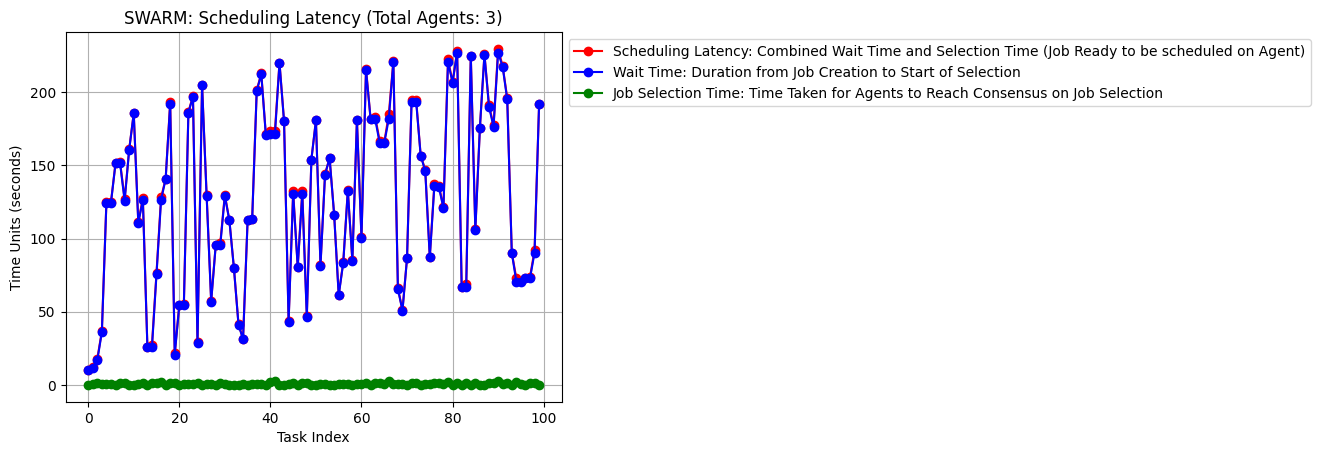 SWARM: Scheduling Latency (Total Agents: 3)
Scheduling Latency: Combined Wait Time and Selection Time (Job Ready to be scheduled on Agent)
Wait Time: Duration from Job Creation to Start of Selection
Job Selection Time: Time Taken for Agents to Reach Consensus on Job Selection
Time Units (seconds)
200
150
100
50
0
0 20 40 60 80 100
Task Index